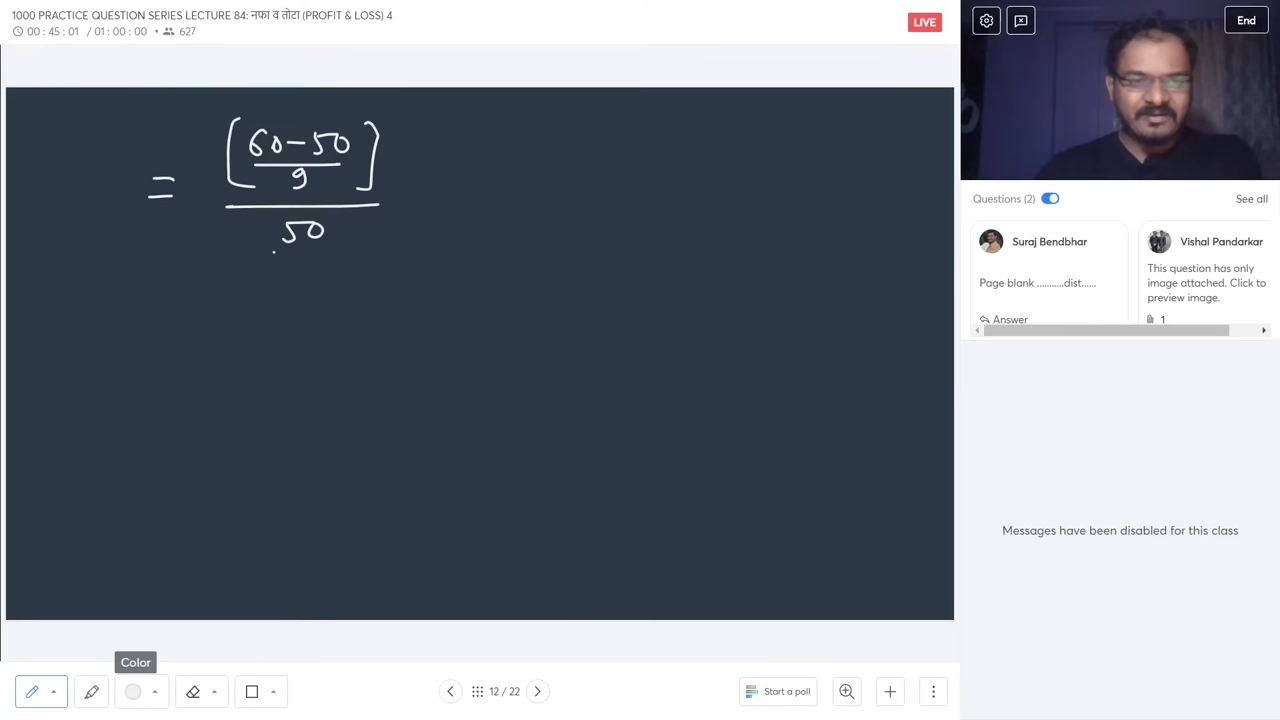 1000 PRACTICE QUESTION SERIES LECTURE 84: नफा व तोटा (PROFIT & LOSS) 4
00 : 45 : 01 / 01 : 00 : 00 • 627
LIVE
End
[60-50
9]
=
50
Questions (2)
See all
Suraj Bendbhar
Page blank ...........dist......
Answer
Vishal Pandarkar
This question has only
image attached. Click to
preview image.
1
Messages have been disabled for this class
Color
12 / 22
Start a poll